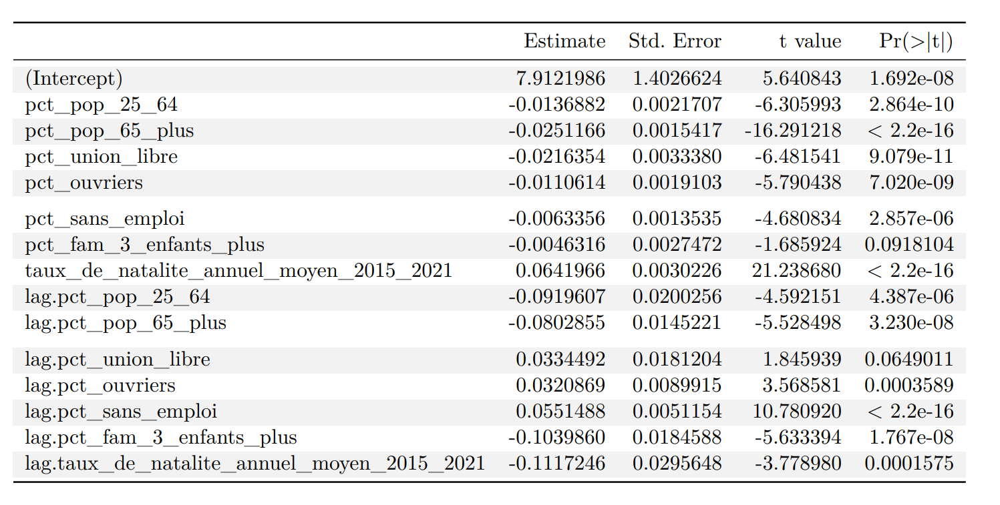 Estimate Std. Error t value Pr(>|t|)
(Intercept) 7.9121986 1.4026624 5.640843 1.692e-08
pct_pop_25_64 -0.0136882 0.0021707 -6.305993 2.864e-10
pct_pop_65_plus -0.0251166 0.0015417 -16.291218 < 2.2e-16
pct_union_libre -0.0216354 0.0033380 -6.481541 9.079e-11
pct_ouvriers -0.0110614 0.0019103 -5.790438 7.020e-09
pct_sans_emploi -0.0063356 0.0013535 -4.680834 2.857e-06
pct_fam_3_enfants_plus -0.0046316 0.0027472 -1.685924 0.0918104
taux_de_natalite_annuel_moyen_2015_2021 0.0641966 0.0030226 21.238680 < 2.2e-16
lag.pct_pop_25_64 -0.0919607 0.0200256 -4.592151 4.387e-06
lag.pct_pop_65_plus -0.0802855 0.0145221 -5.528498 3.230e-08
lag.pct_union_libre 0.0334492 0.0181204 1.845939 0.0649011
lag.pct_ouvriers 0.0320869 0.0089915 3.568581 0.0003589
lag.pct_sans_emploi 0.0551488 0.0051154 10.780920 < 2.2e-16
lag.pct_fam_3_enfants_plus -0.1039860 0.0184588 -5.633394 1.767e-08
lag.taux_de_natalite_annuel_moyen_2015_2021 -0.1117246 0.0295648 -3.778980 0.0001575